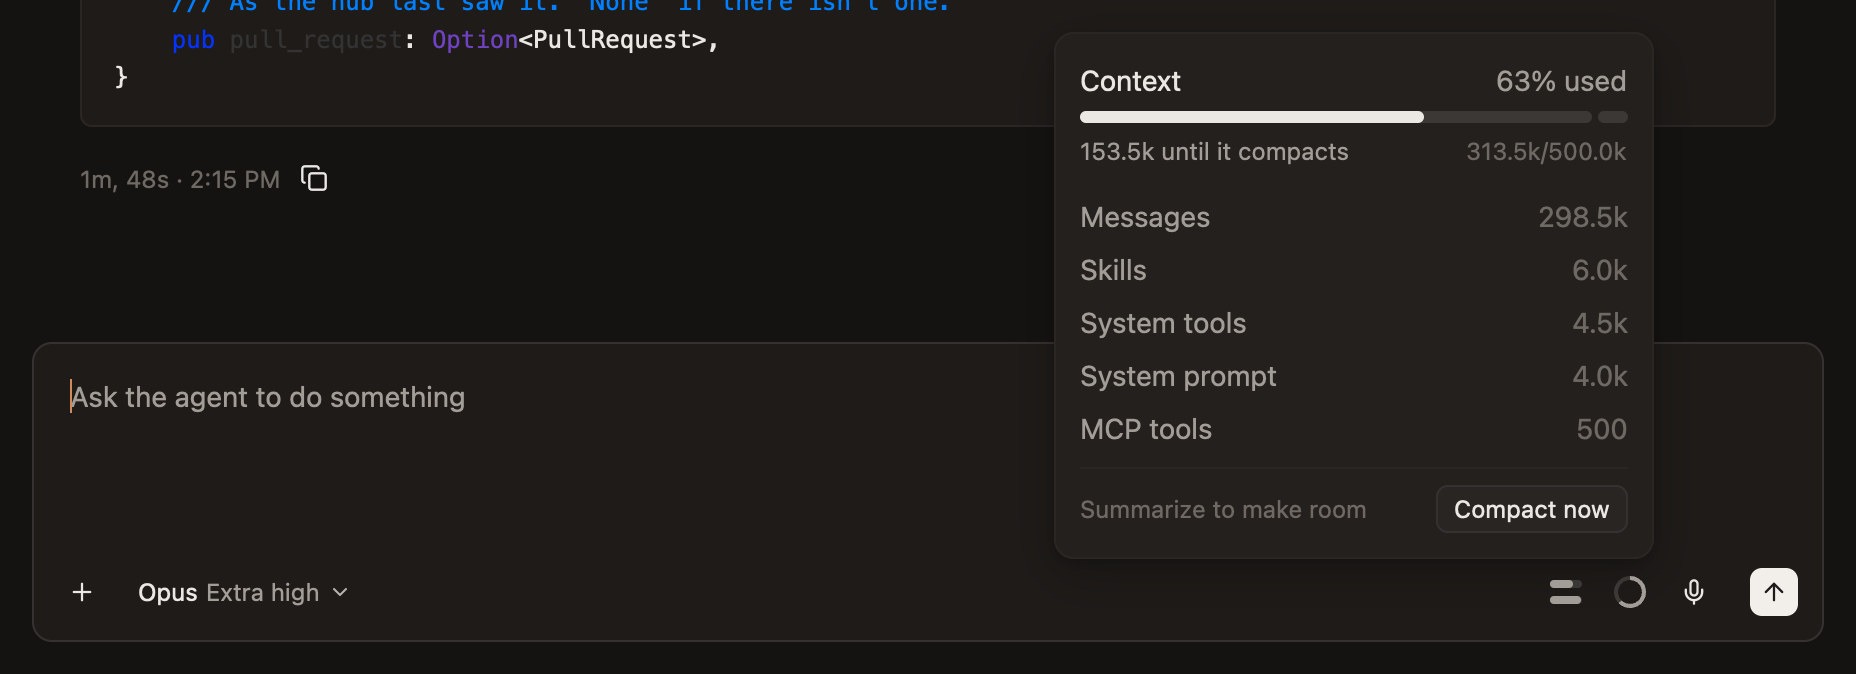 /// As the hub last saw it. `None` if there isn't one.
pub pull_request: Option<PullRequest>,
}
1m, 48s · 2:15 PM
Context
63% used
153.5k until it compacts
313.5k/500.0k
Messages
298.5k
Skills
6.0k
System tools
4.5k
System prompt
4.0k
MCP tools
500
Summarize to make room
Compact now
Ask the agent to do something
Opus Extra high